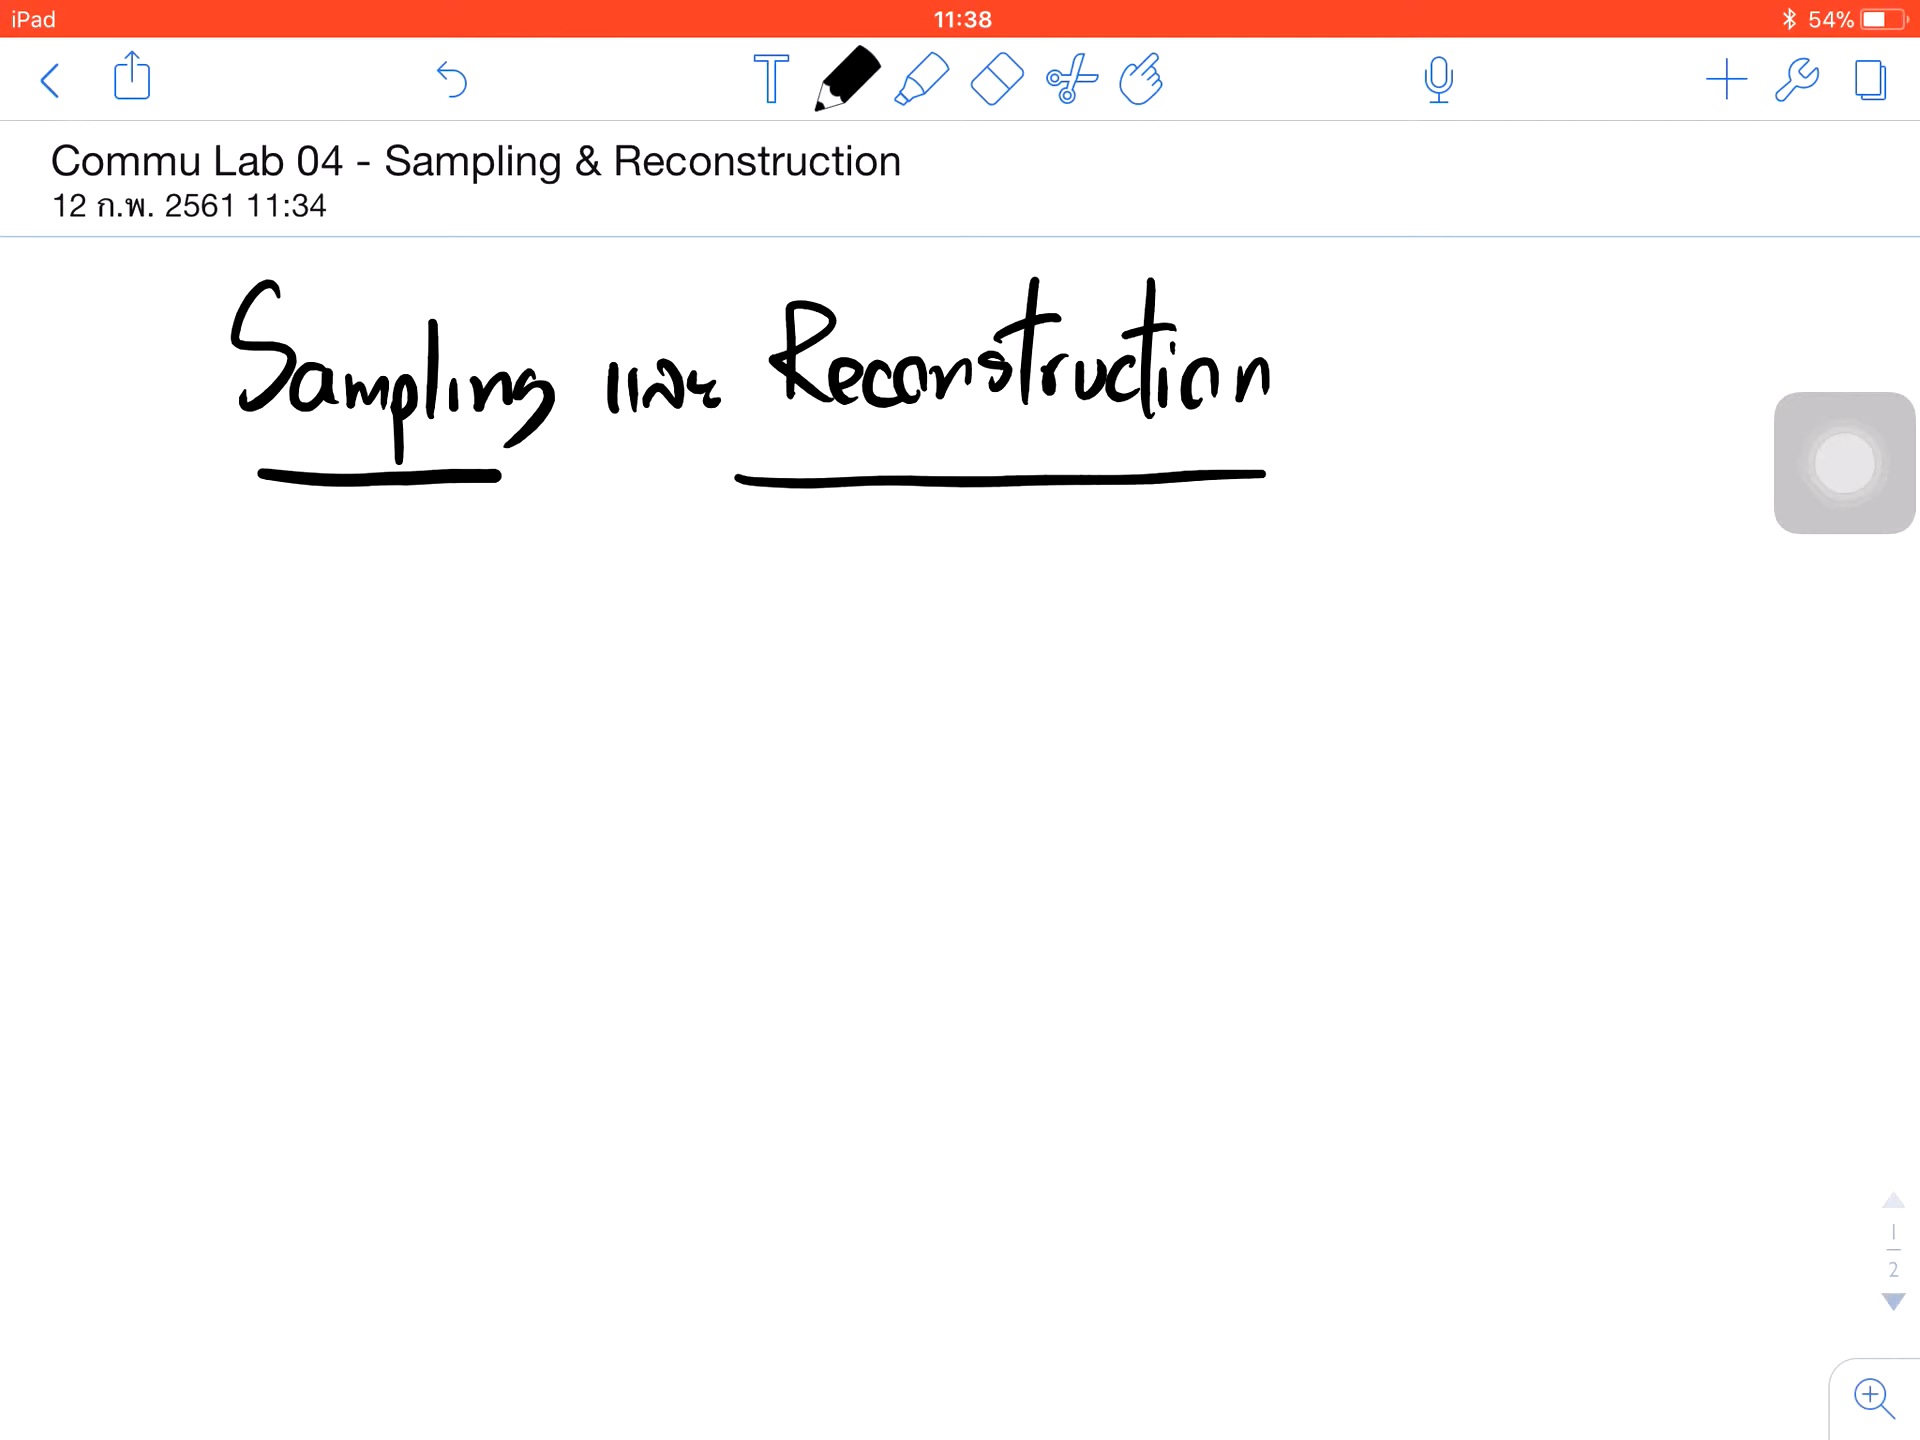 iPad 11:38 54%
Commu Lab 04 - Sampling & Reconstruction
12 ก.พ. 2561 11:34
Sampling และ Reconstruction
1
2